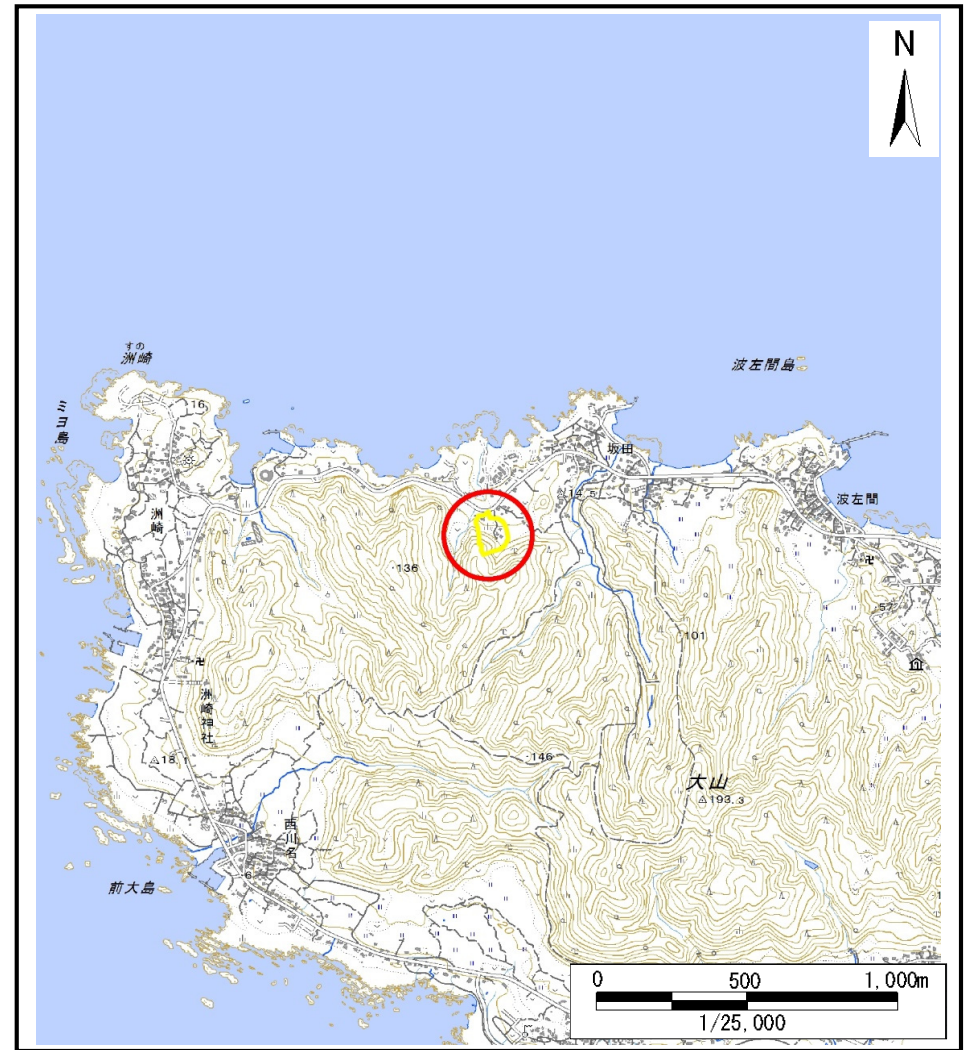 N
すの
洲崎
波左間島
ミヨ島
・16
坂田
△14.5
波左間
洲崎
・136
・57
・101
洲崎神社
・146
△18.1
大山
△193.3
西川名
・6
前大島
0 500 1,000m
1/25,000